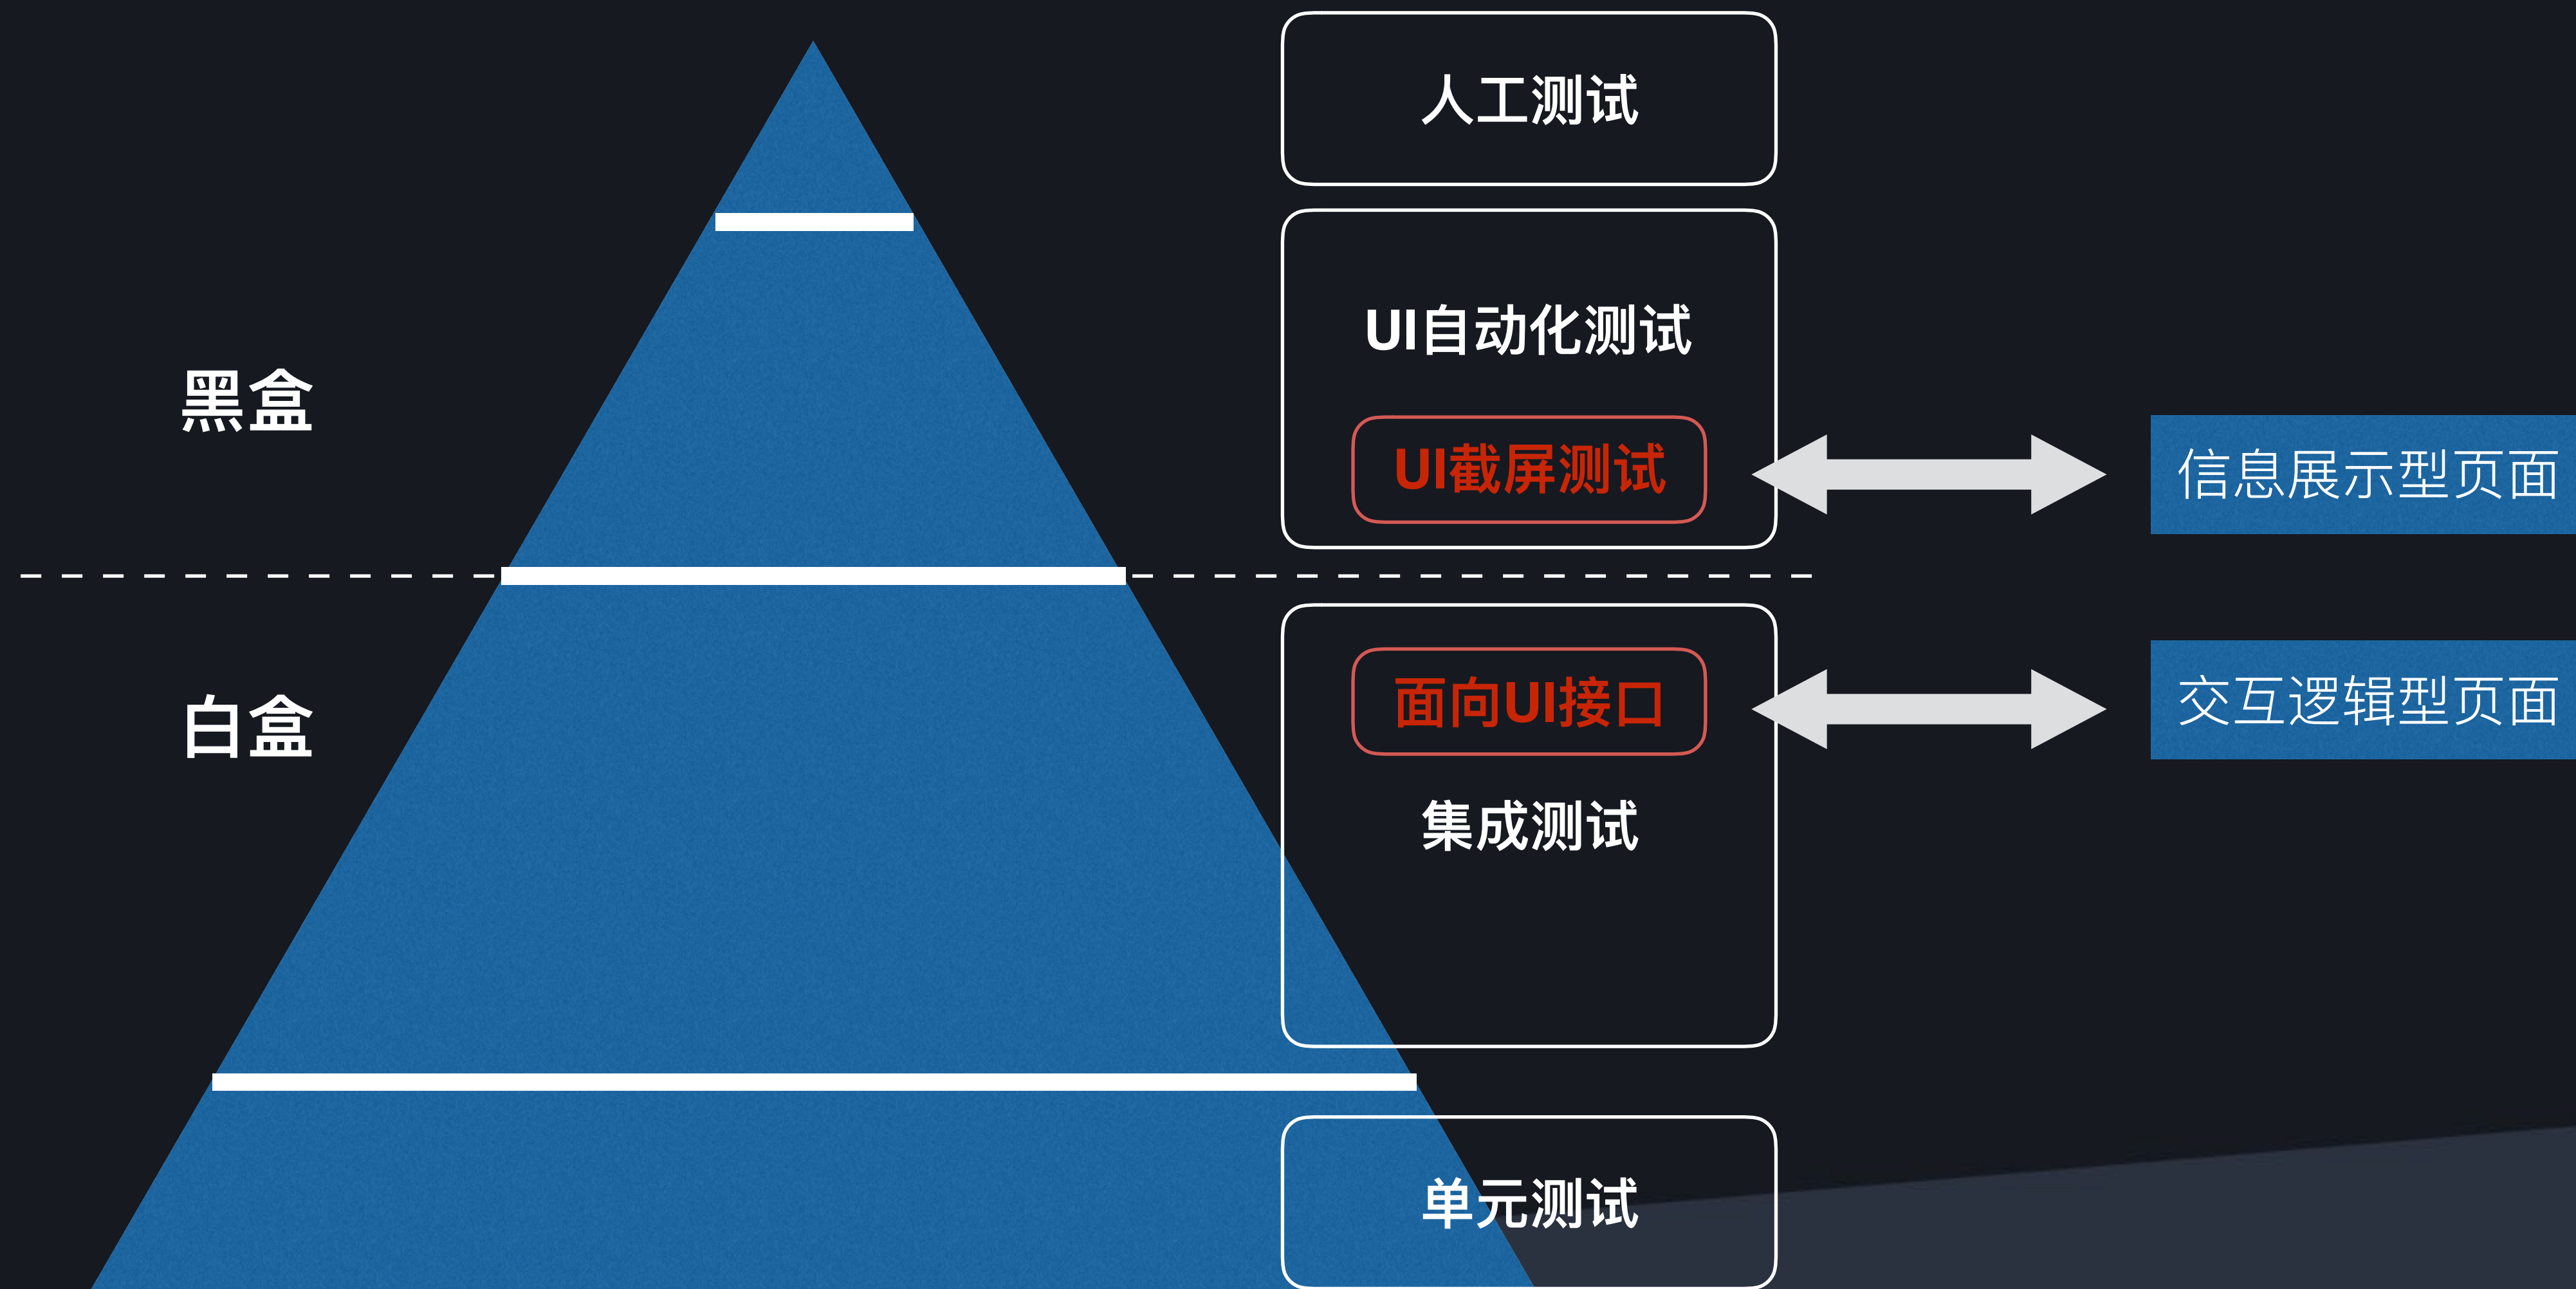 人工测试
UI自动化测试
黑盒
UI截屏测试
信息展示型页面
面向UI接口
交互逻辑型页面
白盒
集成测试
单元测试